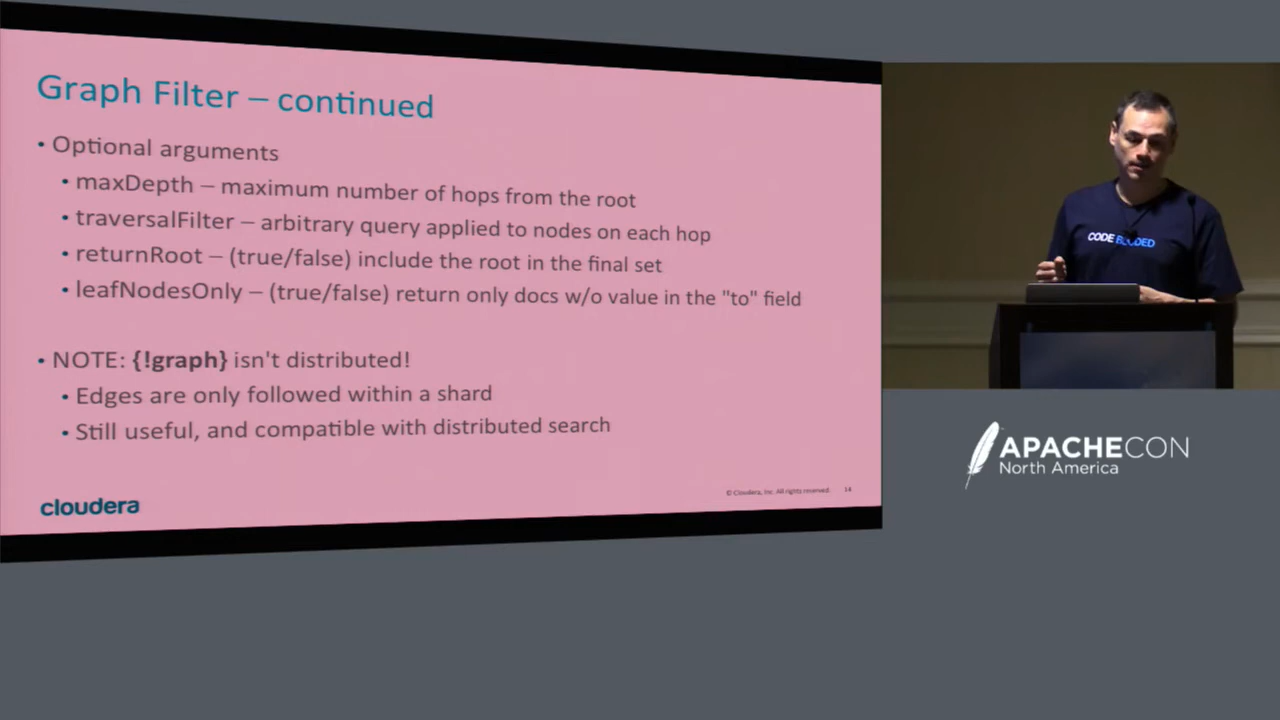 Graph Filter – continued
• Optional arguments
• maxDepth – maximum number of hops from the root
• traversalFilter – arbitrary query applied to nodes on each hop
• returnRoot – (true/false) include the root in the final set
• leafNodesOnly – (true/false) return only docs w/o value in the "to" field
• NOTE: {!graph} isn't distributed!
• Edges are only followed within a shard
• Still useful, and compatible with distributed search
cloudera
© Cloudera, Inc. All rights reserved.
14
CODE BLOODED
APACHECON
North America